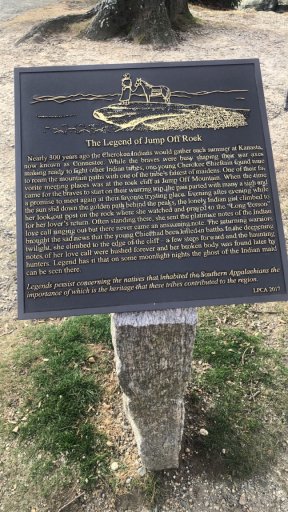 The Legend of Jump Off Rock
Nearly 300 years ago the Cherokee Indians would gather each summer at Kanasta,
now known as Connestee. While the braves were busy shaping their war axes
making ready to fight other Indian tribes, one young Cherokee Chieftan found time
to roam the mountain paths with one of the tribe's fairest of maidens. One of their fa-
vorite meeting places was at the rock cliff at Jump Off Mountain. When the time
came for the braves to start on their warring trip, the pair parted with many a sigh and
a promise to meet again at their favorite trysting place. Evening after evening while
the sun slid down the golden path behind the peaks, the lonely Indian girl climbed to
her lookout post on the rock where she watched and prayed to the "Long Person"
for her lover's return. Often standing there, she sent the plaintive notes of the Indian
love call ringing out but there never came an answering note. The returning warriors
brought the sad news that the young Chief had been killed in battle. In the deepening
twilight, she climbed to the edge of the cliff - a few steps forward and the haunting
notes of her love call were hushed forever and her broken body was found later by
hunters. Legend has it that on some moonlight nights the ghost of the Indian maid
can be seen there.
Legends persist concerning the natives that inhabited the Southern Appalachians the
importance of which is the heritage that these tribes contributed to the region.
LPCA 2017